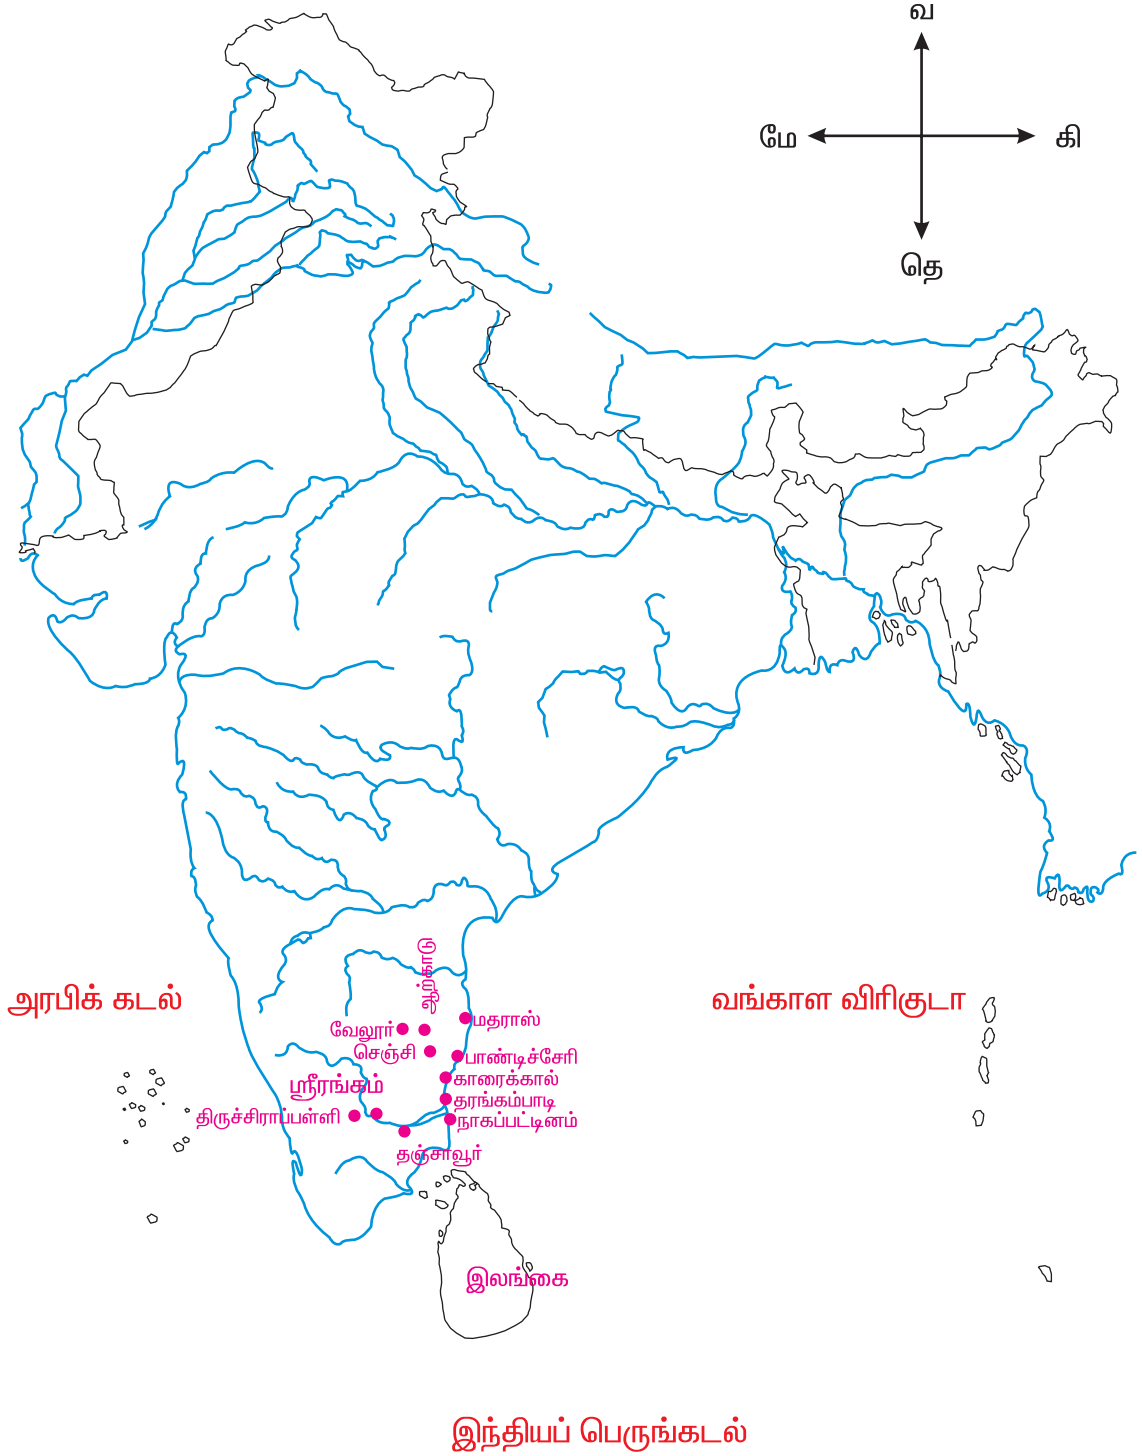 வ
மே
கி
தெ
ஆற்காடு
அரபிக் கடல்
வங்காள விரிகுடா
வேலூர்
மதராஸ்
செஞ்சி
பாண்டிச்சேரி
காரைக்கால்
ஸ்ரீரங்கம்
தரங்கம்பாடி
திருச்சிராப்பள்ளி
நாகப்பட்டினம்
தஞ்சாவூர்
இலங்கை
இந்தியப் பெருங்கடல்